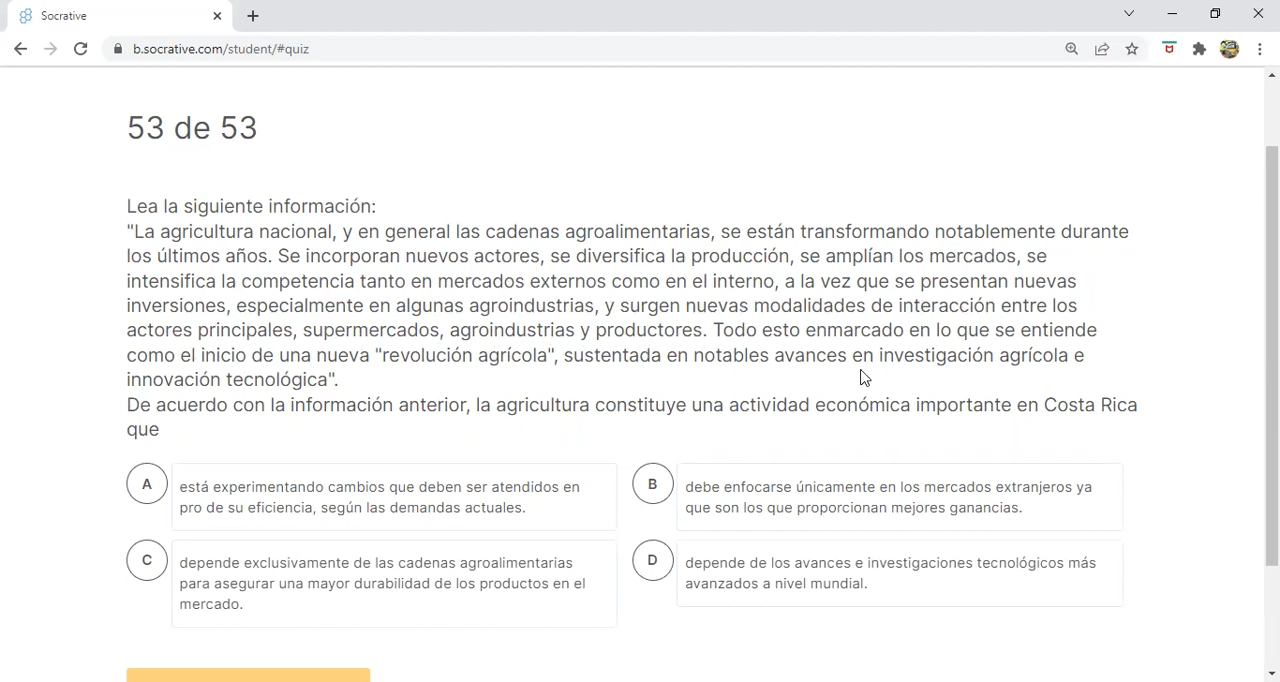 Socrative
b.socrative.com/student/#quiz
53 de 53
Lea la siguiente información:
"La agricultura nacional, y en general las cadenas agroalimentarias, se están transformando notablemente durante
los últimos años. Se incorporan nuevos actores, se diversifica la producción, se amplían los mercados, se
intensifica la competencia tanto en mercados externos como en el interno, a la vez que se presentan nuevas
inversiones, especialmente en algunas agroindustrias, y surgen nuevas modalidades de interacción entre los
actores principales, supermercados, agroindustrias y productores. Todo esto enmarcado en lo que se entiende
como el inicio de una nueva "revolución agrícola", sustentada en notables avances en investigación agrícola e
innovación tecnológica".
De acuerdo con la información anterior, la agricultura constituye una actividad económica importante en Costa Rica
que
A
está experimentando cambios que deben ser atendidos en
pro de su eficiencia, según las demandas actuales.
B
debe enfocarse únicamente en los mercados extranjeros ya
que son los que proporcionan mejores ganancias.
C
depende exclusivamente de las cadenas agroalimentarias
para asegurar una mayor durabilidad de los productos en el
mercado.
D
depende de los avances e investigaciones tecnológicos más
avanzados a nivel mundial.